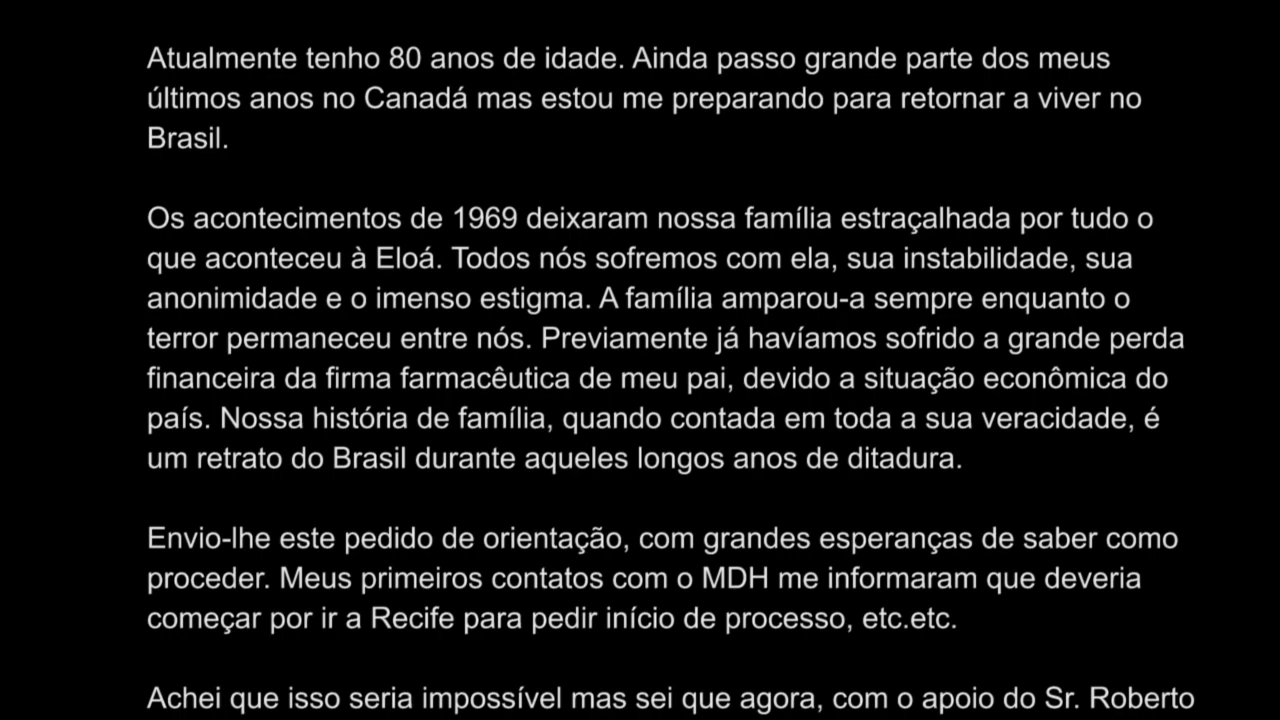 Atualmente tenho 80 anos de idade. Ainda passo grande parte dos meus
últimos anos no Canadá mas estou me preparando para retornar a viver no
Brasil.
Os acontecimentos de 1969 deixaram nossa família estraçalhada por tudo o
que aconteceu à Eloá. Todos nós sofremos com ela, sua instabilidade, sua
anonimidade e o imenso estigma. A família amparou-a sempre enquanto o
terror permaneceu entre nós. Previamente já havíamos sofrido a grande perda
financeira da firma farmacêutica de meu pai, devido a situação econômica do
país. Nossa história de família, quando contada em toda a sua veracidade, é
um retrato do Brasil durante aqueles longos anos de ditadura.
Envio-lhe este pedido de orientação, com grandes esperanças de saber como
proceder. Meus primeiros contatos com o MDH me informaram que deveria
começar por ir a Recife para pedir início de processo, etc.etc.
Achei que isso seria impossível mas sei que agora, com o apoio do Sr. Roberto